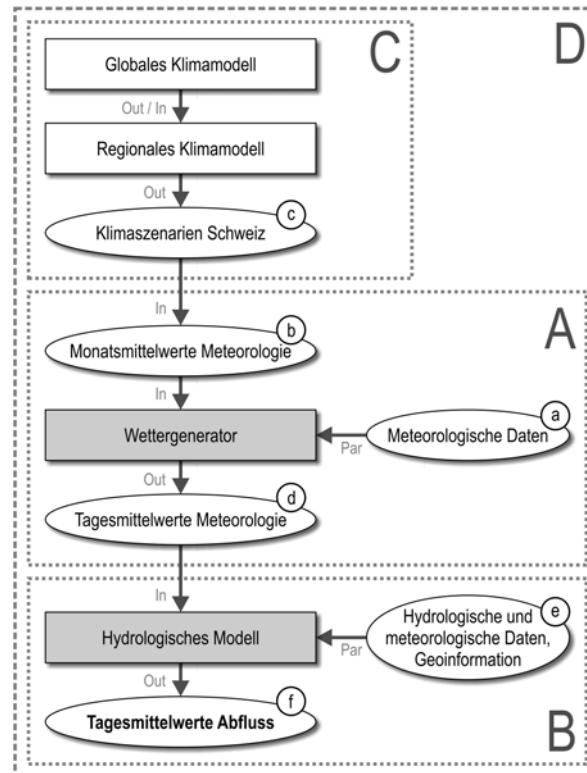 C
D
Globales Klimamodell
Out / In
Regionales Klimamodell
Out
c
Klimaszenarien Schweiz
In
A
b
Monatsmittelwerte Meteorologie
In
a
Wettergenerator
Meteorologische Daten
Par
Out
d
Tagesmittelwerte Meteorologie
In
e
Hydrologisches Modell
Hydrologische und
meteorologische Daten,
Geoinformation
Par
Out
f
Tagesmittelwerte Abfluss
B